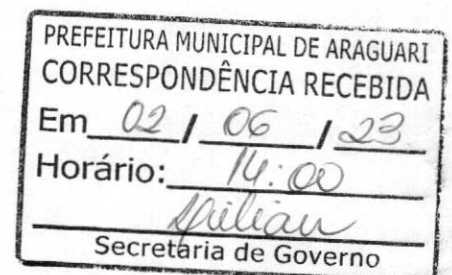 PREFEITURA MUNICIPAL DE ARAGUARI
CORRESPONDÊNCIA RECEBIDA
Em 02 / 06 / 23
Horário: 14:00
Secretaria de Governo